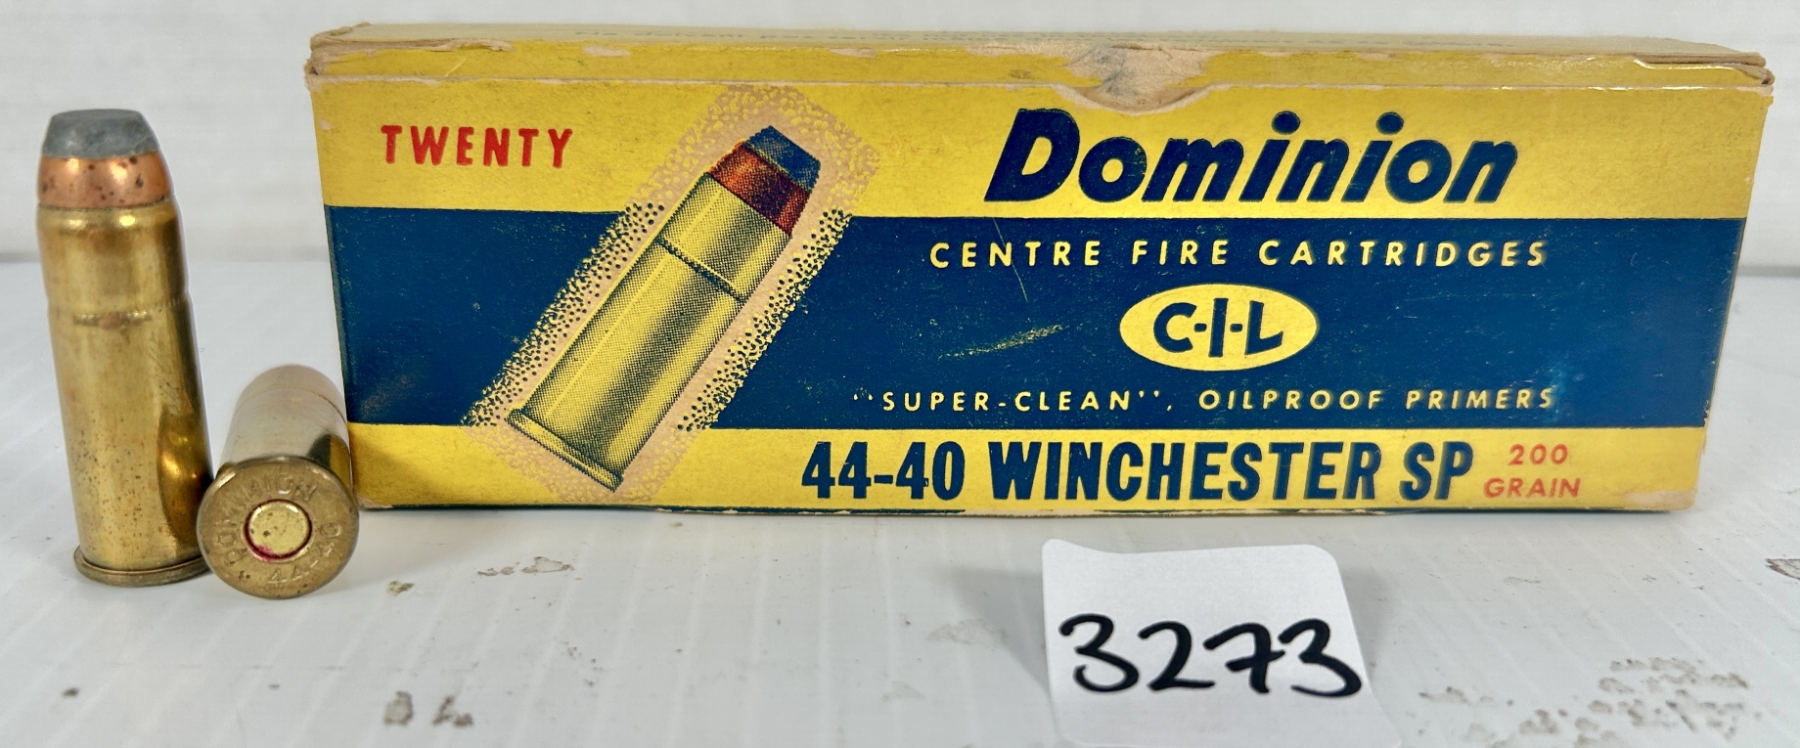 TWENTY
Dominion
CENTRE FIRE CARTRIDGES
C-I-L
"SUPER-CLEAN", OILPROOF PRIMERS
44-40 WINCHESTER SP
200
GRAIN
DOMINION
44-40
3273